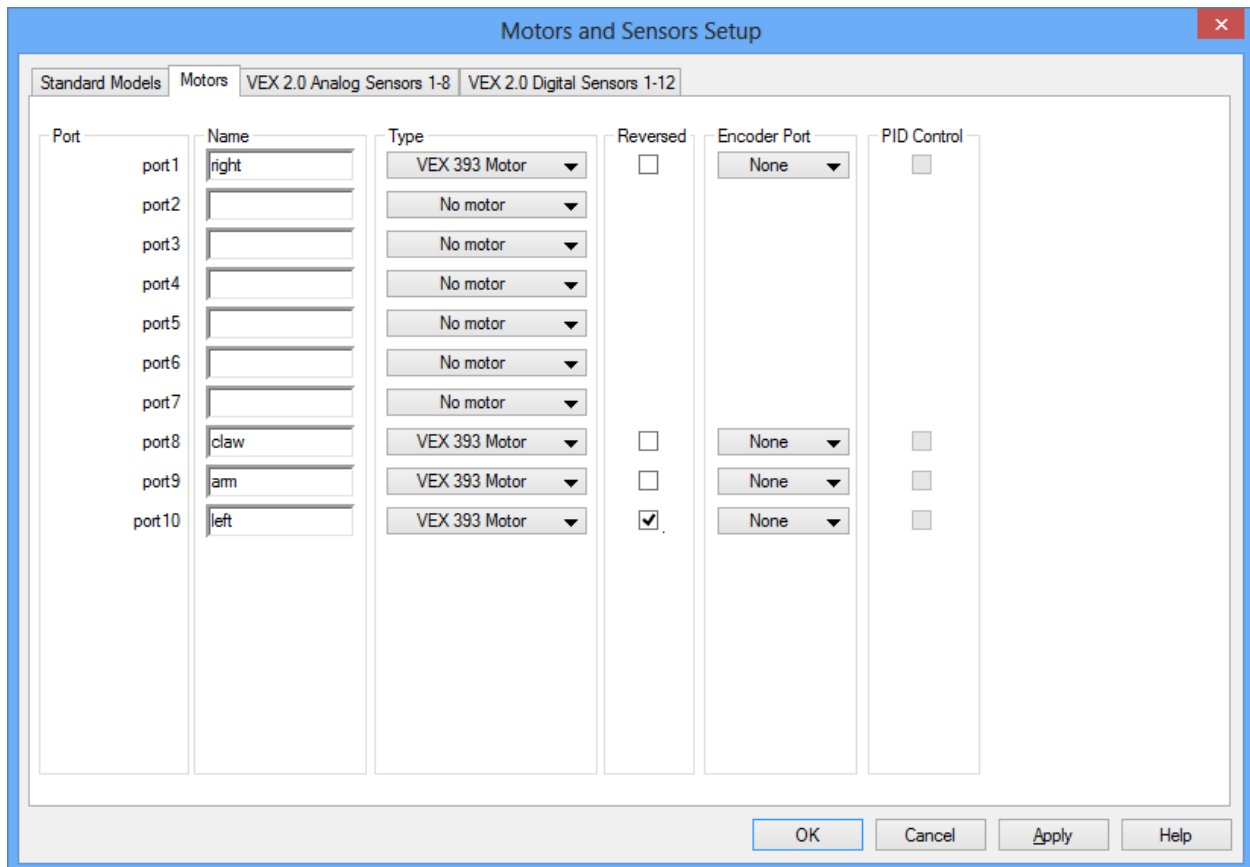 Motors and Sensors Setup
Standard Models Motors VEX 2.0 Analog Sensors 1-8 VEX 2.0 Digital Sensors 1-12
Port Name Type Reversed Encoder Port PID Control
port1 right VEX 393 Motor None
port2 No motor
port3 No motor
port4 No motor
port5 No motor
port6 No motor
port7 No motor
port8 claw VEX 393 Motor None
port9 arm VEX 393 Motor None
port10 left VEX 393 Motor None
OK Cancel Apply Help